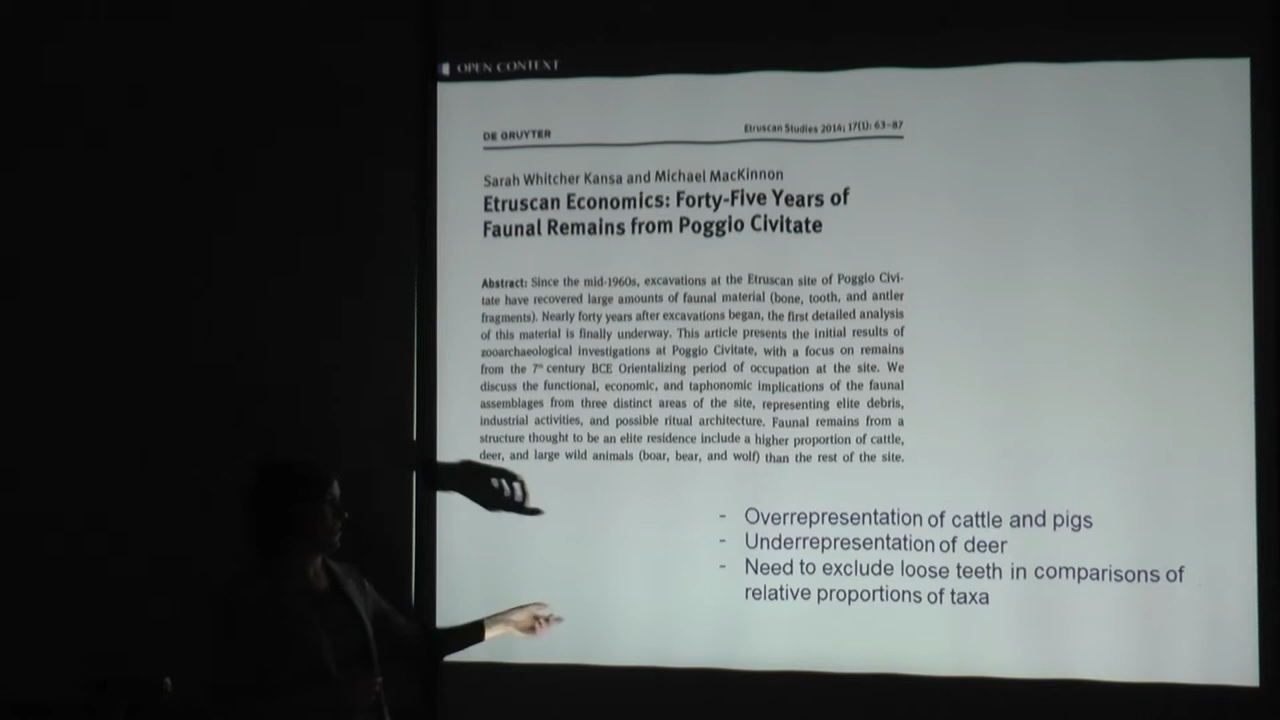 OPEN CONTEXT
DE GRUYTER
Etruscan Studies 2014; 17(1): 63–87
Sarah Whitcher Kansa and Michael MacKinnon
Etruscan Economics: Forty-Five Years of
Faunal Remains from Poggio Civitate
Abstract: Since the mid-1960s, excavations at the Etruscan site of Poggio Civi-
tate have recovered large amounts of faunal material (bone, tooth, and antler
fragments). Nearly forty years after excavations began, the first detailed analysis
of this material is finally underway. This article presents the initial results of
zooarchaeological investigations at Poggio Civitate, with a focus on remains
from the 7th century BCE Orientalizing period of occupation at the site. We
discuss the functional, economic, and taphonomic implications of the faunal
assemblages from three distinct areas of the site, representing elite debris,
industrial activities, and possible ritual architecture. Faunal remains from a
structure thought to be an elite residence include a higher proportion of cattle,
deer, and large wild animals (boar, bear, and wolf) than the rest of the site.
- Overrepresentation of cattle and pigs
- Underrepresentation of deer
- Need to exclude loose teeth in comparisons of
relative proportions of taxa